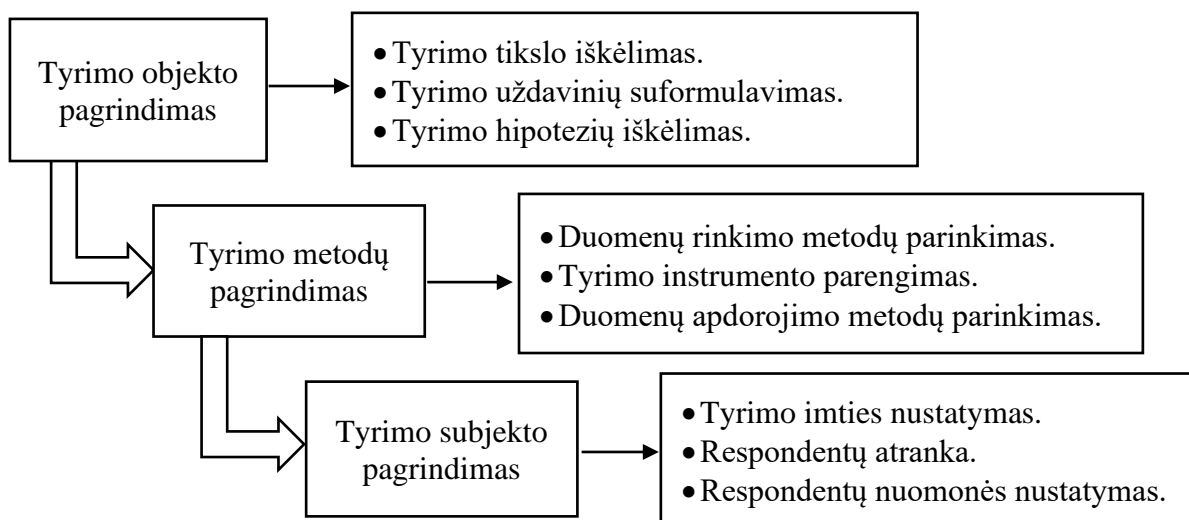 Tyrimo objekto
pagrindimas
• Tyrimo tikslo iškėlimas.
• Tyrimo uždavinių suformulavimas.
• Tyrimo hipotezių iškėlimas.
Tyrimo metodų
pagrindimas
• Duomenų rinkimo metodų parinkimas.
• Tyrimo instrumento parengimas.
• Duomenų apdorojimo metodų parinkimas.
Tyrimo subjekto
pagrindimas
• Tyrimo imties nustatymas.
• Respondentų atranka.
• Respondentų nuomonės nustatymas.